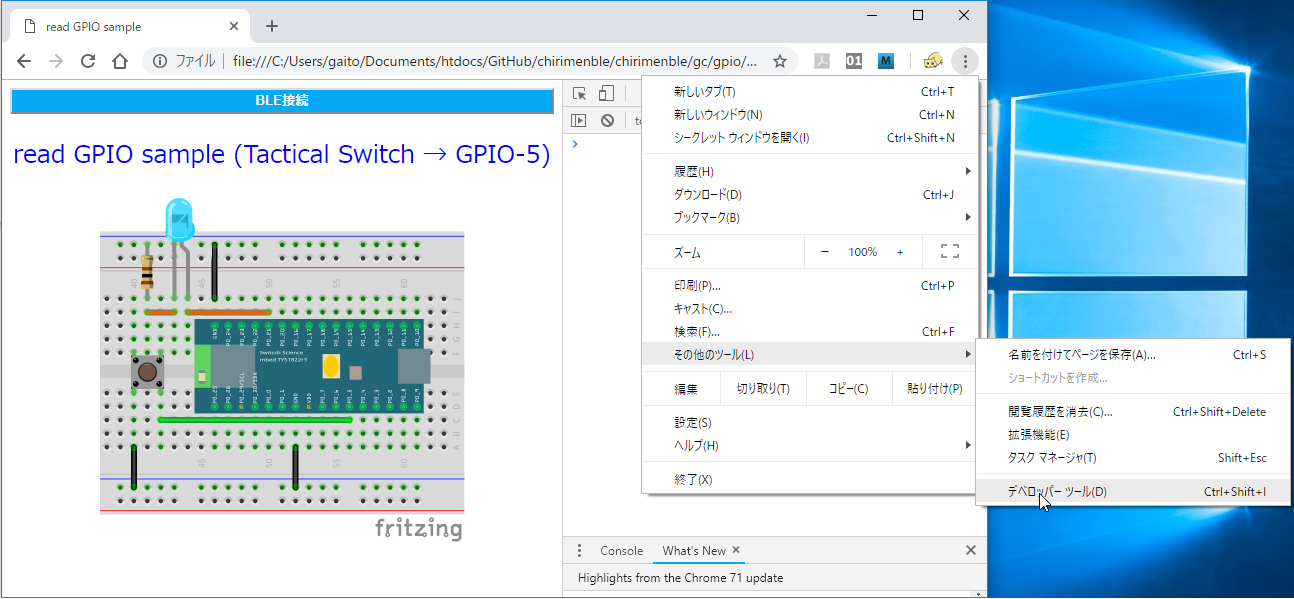 read GPIO sample
ファイル file:///C:/Users/gaito/Documents/htdocs/GitHub/chirimenble/chirimenble/gc/gpio/...
01 M
BLE接続
read GPIO sample (Tactical Switch → GPIO-5)
40 45 50
J
I
H
G
F
Switch Science
mbed TY51822r3
E
D
C
B
A
45 50 55 60
fritzing
新しいタブ(T) Ctrl+T
新しいウィンドウ(N) Ctrl+N
シークレット ウィンドウを開く(I) Ctrl+Shift+N
履歴(H)
ダウンロード(D) Ctrl+J
ブックマーク(B)
ズーム − 100% +
印刷(P)... Ctrl+P
キャスト(C)...
検索(F)... Ctrl+F
その他のツール(L)
編集 切り取り(T) コピー(C) 貼り付け(P)
設定(S)
ヘルプ(H)
終了(X)
名前を付けてページを保存(A)... Ctrl+S
ショートカットを作成...
閲覧履歴を消去(C)... Ctrl+Shift+Delete
拡張機能(E)
タスク マネージャ(T) Shift+Esc
デベロッパー ツール(D) Ctrl+Shift+I
Console What's New
Highlights from the Chrome 71 update